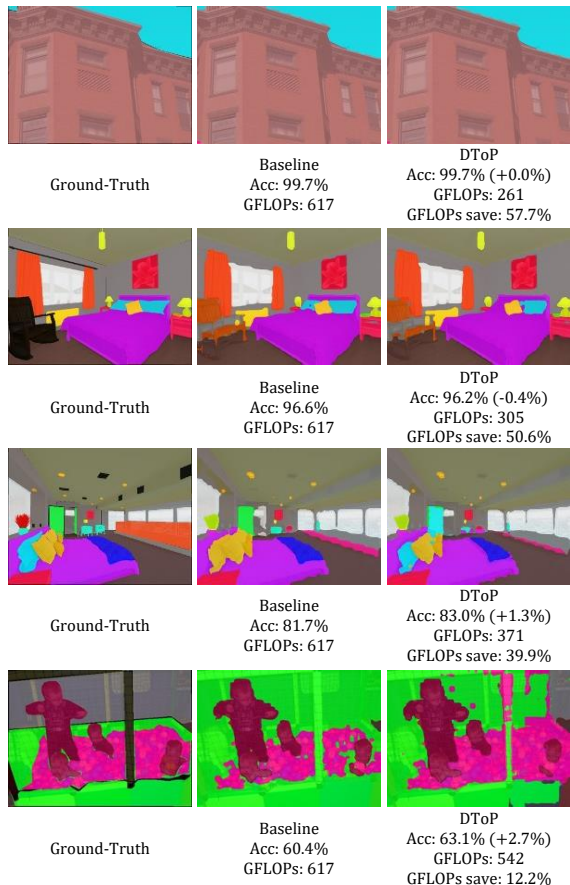 Ground-Truth
Baseline
Acc: 99.7%
GFLOPs: 617
DToP
Acc: 99.7% (+0.0%)
GFLOPs: 261
GFLOPs save: 57.7%
Ground-Truth
Baseline
Acc: 96.6%
GFLOPs: 617
DToP
Acc: 96.2% (-0.4%)
GFLOPs: 305
GFLOPs save: 50.6%
Ground-Truth
Baseline
Acc: 81.7%
GFLOPs: 617
DToP
Acc: 83.0% (+1.3%)
GFLOPs: 371
GFLOPs save: 39.9%
Ground-Truth
Baseline
Acc: 60.4%
GFLOPs: 617
DToP
Acc: 63.1% (+2.7%)
GFLOPs: 542
GFLOPs save: 12.2%